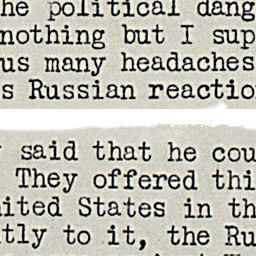 he political dang
nothing but I sup
us many headaches
s Russian reactio
said that he cou
They offered thi
ited States in th
tly to it, the Ru